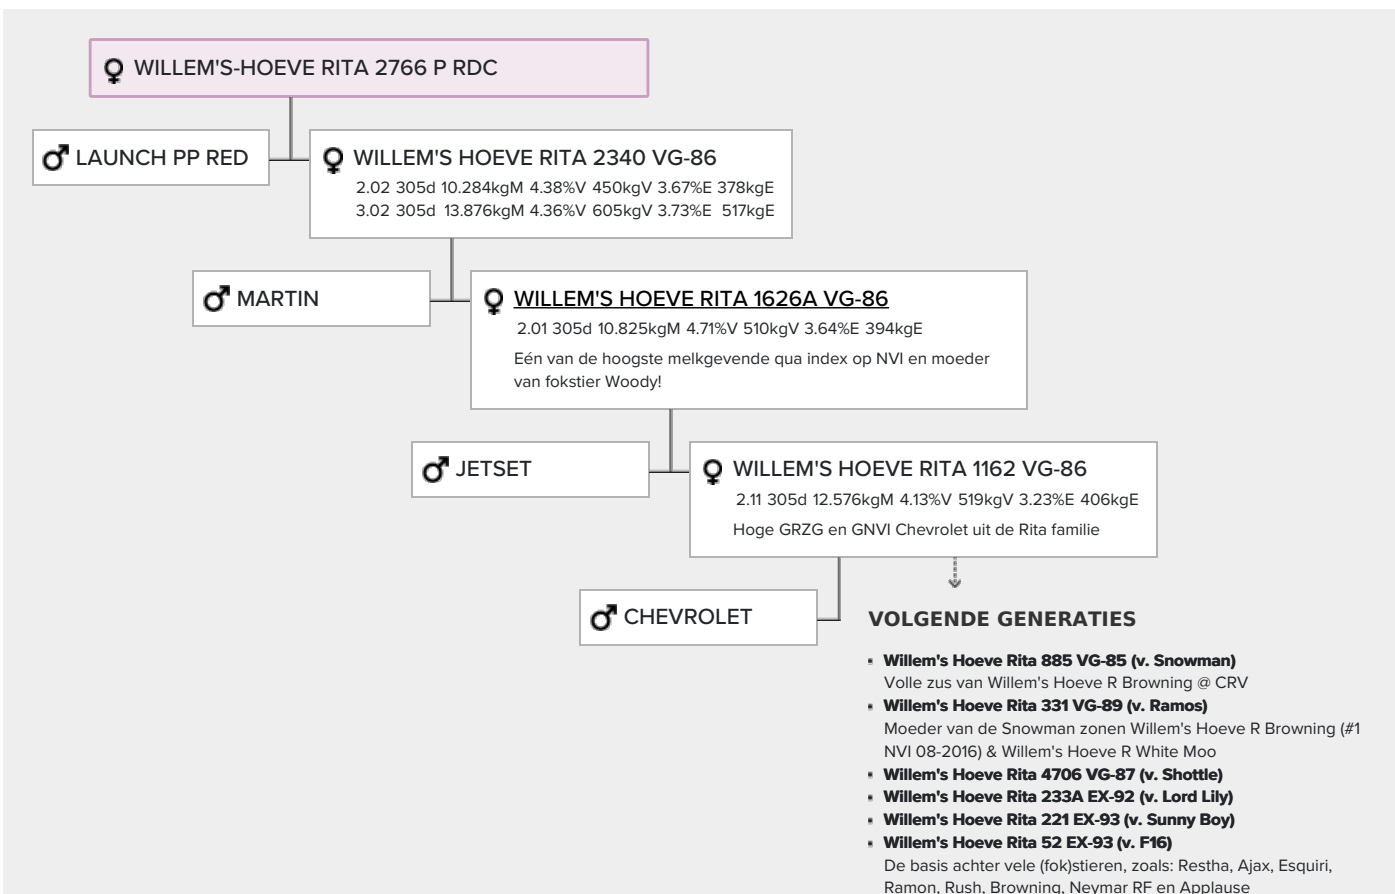 WILLEM'S-HOEVE RITA 2766 P RDC
LAUNCH PP RED
WILLEM'S HOEVE RITA 2340 VG-86
2.02 305d 10.284kgM 4.38%V 450kgV 3.67%E 378kgE
3.02 305d 13.876kgM 4.36%V 605kgV 3.73%E 517kgE
MARTIN
WILLEM'S HOEVE RITA 1626A VG-86
2.01 305d 10.825kgM 4.71%V 510kgV 3.64%E 394kgE
Eén van de hoogste melkgevende qua index op NVI en moeder
van fokstier Woody!
JETSET
WILLEM'S HOEVE RITA 1162 VG-86
2.11 305d 12.576kgM 4.13%V 519kgV 3.23%E 406kgE
Hoge GRZG en GNVI Chevrolet uit de Rita familie
CHEVROLET
VOLGENDE GENERATIES
▪ Willem's Hoeve Rita 885 VG-85 (v. Snowman)
Volle zus van Willem's Hoeve R Browning @ CRV
▪ Willem's Hoeve Rita 331 VG-89 (v. Ramos)
Moeder van de Snowman zonen Willem's Hoeve R Browning (#1
NVI 08-2016) & Willem's Hoeve R White Moo
▪ Willem's Hoeve Rita 4706 VG-87 (v. Shottle)
▪ Willem's Hoeve Rita 233A EX-92 (v. Lord Lily)
▪ Willem's Hoeve Rita 221 EX-93 (v. Sunny Boy)
▪ Willem's Hoeve Rita 52 EX-93 (v. F16)
De basis achter vele (fok)stieren, zoals: Restha, Ajax, Esquiri,
Ramon, Rush, Browning, Neymar RF en Applause